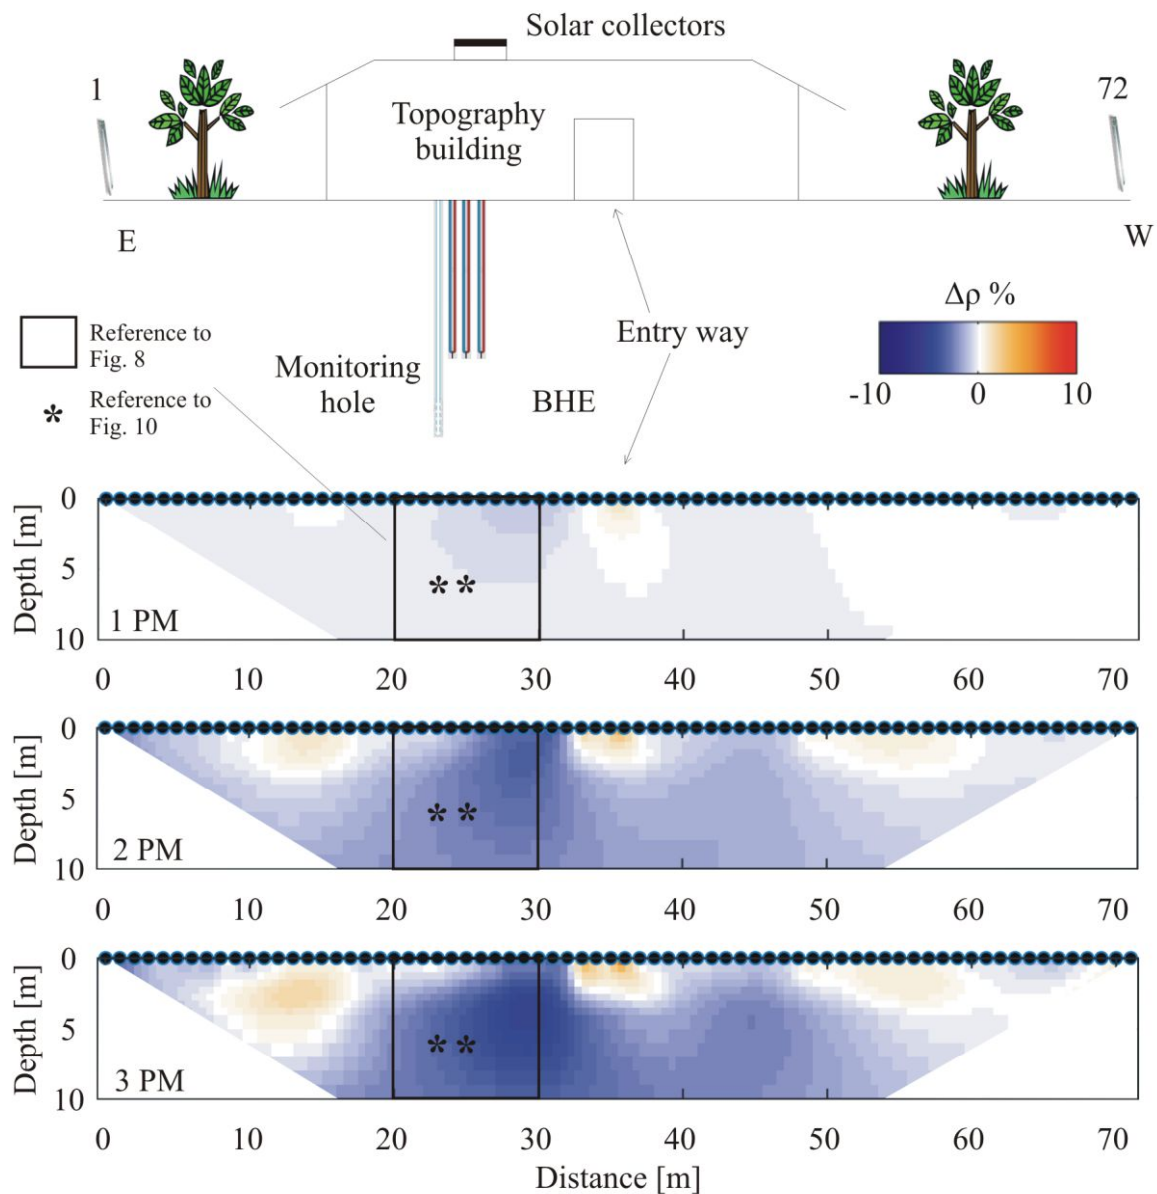 Solar collectors
1
72
Topography
building
E
W
Δρ %
-10 0 10
Reference to
Fig. 8
Entry way
Monitoring
hole
BHE
* Reference to
Fig. 10
Depth [m]
0
5
10
* *
1 PM
0 10 20 30 40 50 60 70
Depth [m]
0
5
10
* *
2 PM
0 10 20 30 40 50 60 70
Depth [m]
0
5
10
* *
3 PM
0 10 20 30 40 50 60 70
Distance [m]